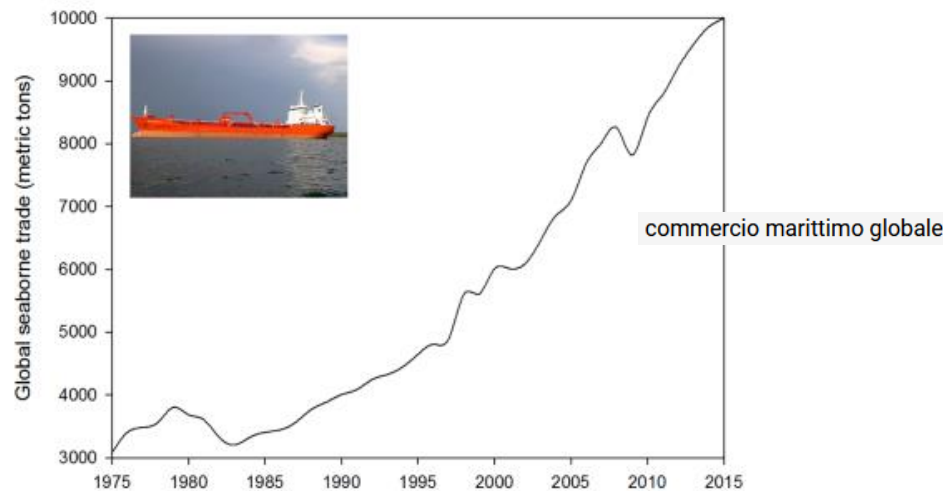 10000
9000
8000
7000
6000
5000
4000
3000
Global seaborne trade (metric tons)
commercio marittimo globale
1975 1980 1985 1990 1995 2000 2005 2010 2015